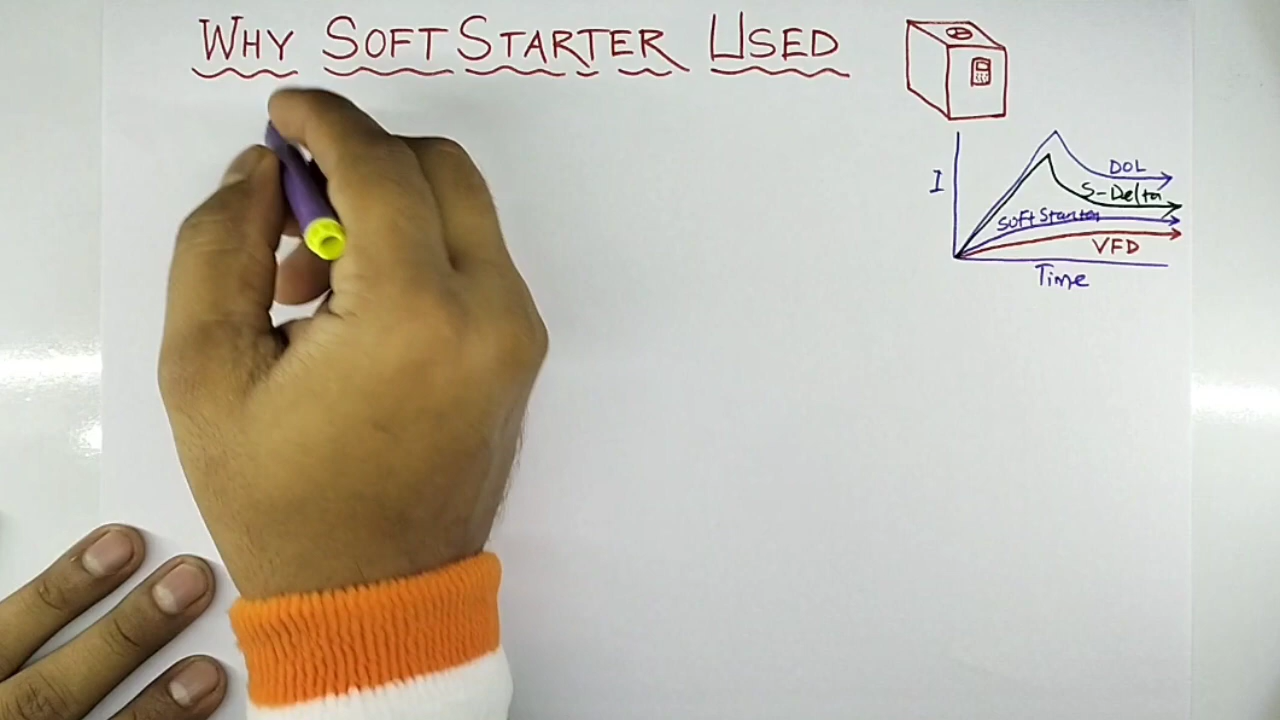 WHY SOFT STARTER USED
I
DOL
S-Delta
Soft Starter
VFD
Time